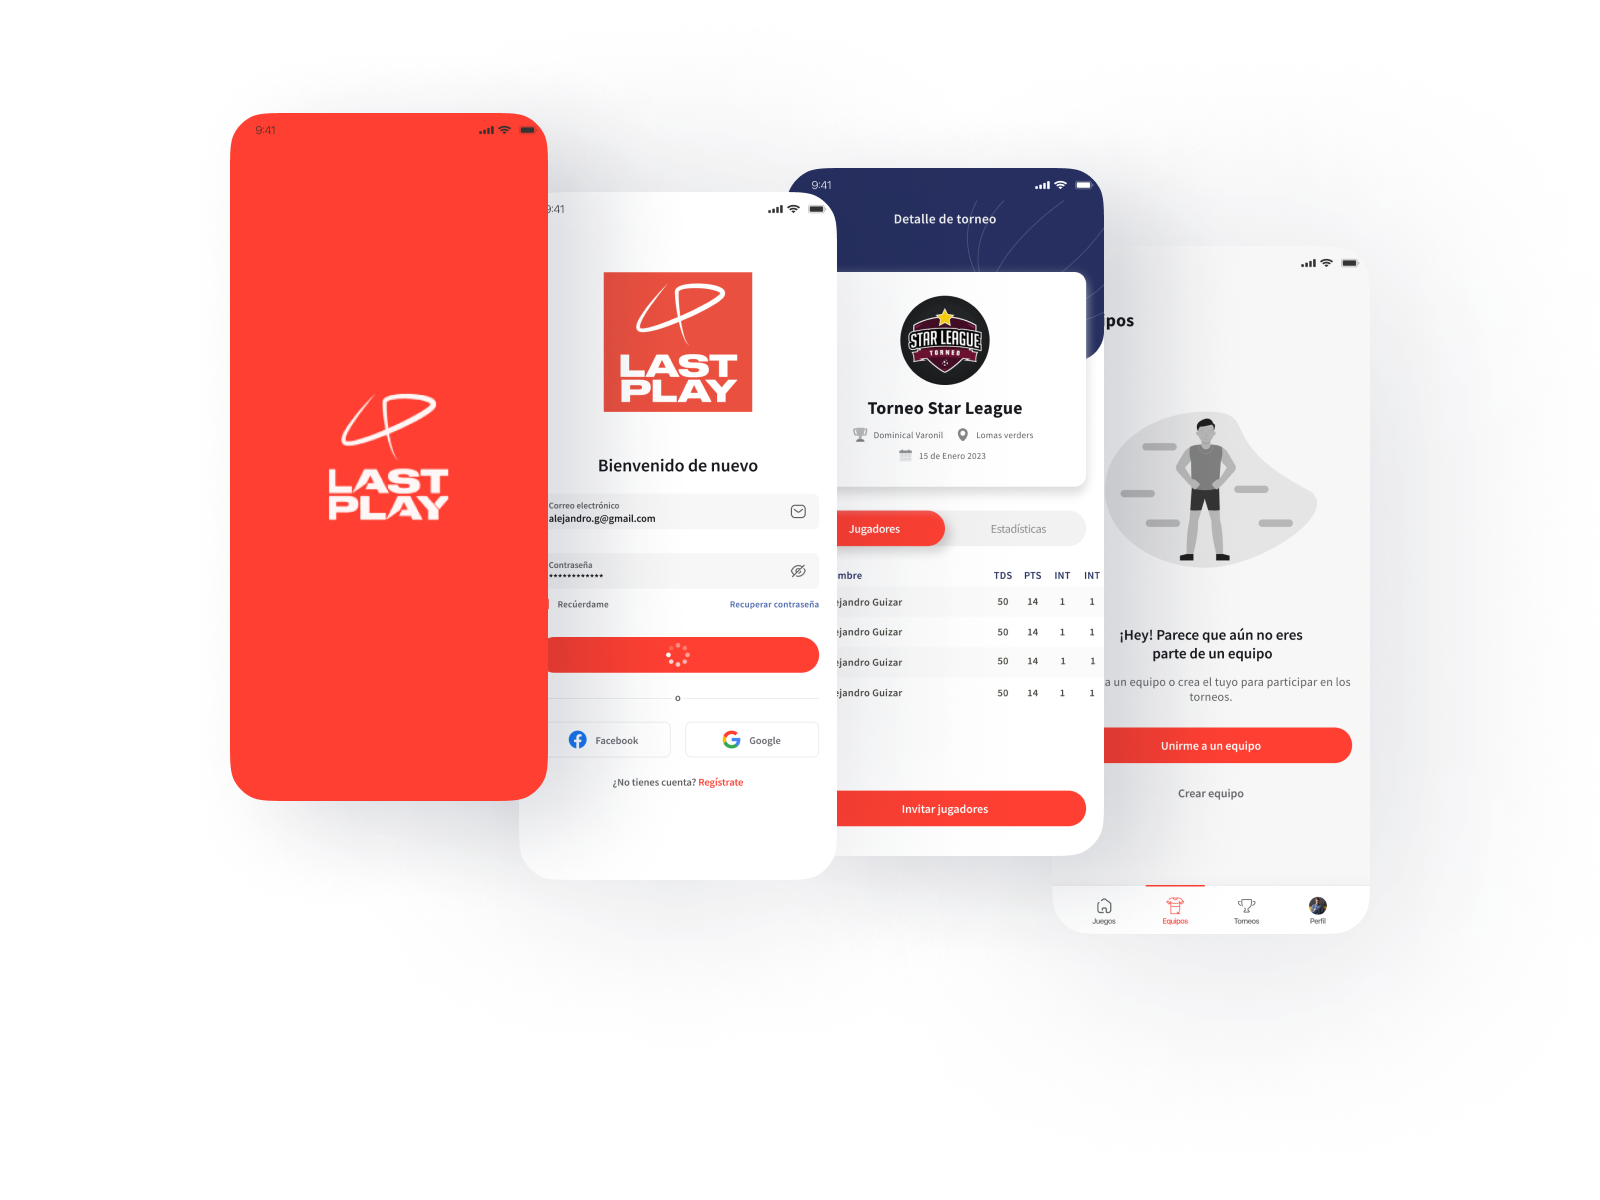 9:41
LAST
PLAY
9:41
LAST
PLAY
Bienvenido de nuevo
Correo electrónico
alejandro.g@gmail.com
Contraseña
************
Recúerdame
Recuperar contraseña
o
Facebook
Google
¿No tienes cuenta? Regístrate
9:41
Detalle de torneo
STAR LEAGUE
TORNEO
Torneo Star League
Dominical Varonil
Lomas verders
15 de Enero 2023
Jugadores
Estadísticas
mbre TDS PTS INT INT
ejandro Guizar 50 14 1 1
ejandro Guizar 50 14 1 1
ejandro Guizar 50 14 1 1
ejandro Guizar 50 14 1 1
Invitar jugadores
pos
¡Hey! Parece que aún no eres
parte de un equipo
a un equipo o crea el tuyo para participar en los
torneos.
Unirme a un equipo
Crear equipo
Juegos
Equipos
Torneos
Perfil